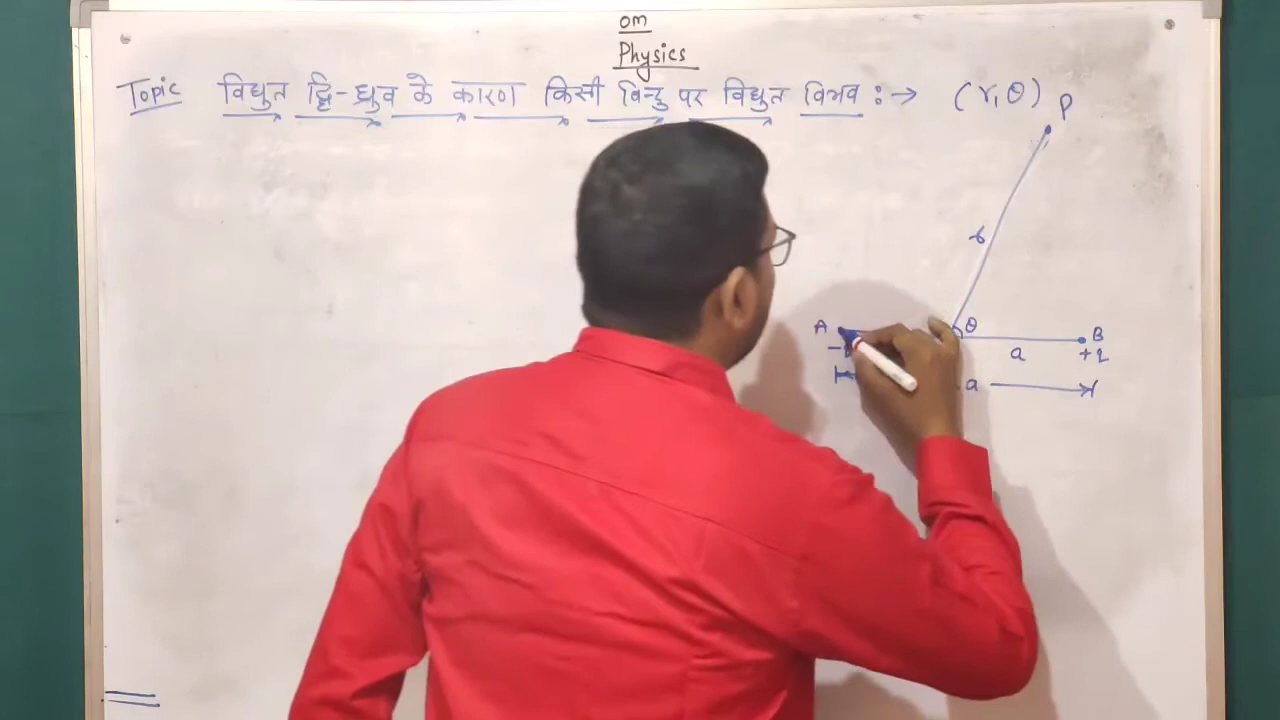 om
Physics
Topic विद्युत द्वि-ध्रुव के कारण किसी विन्दु पर विद्युत विभव :→ (r, θ) P
r
A θ B
a +q
a